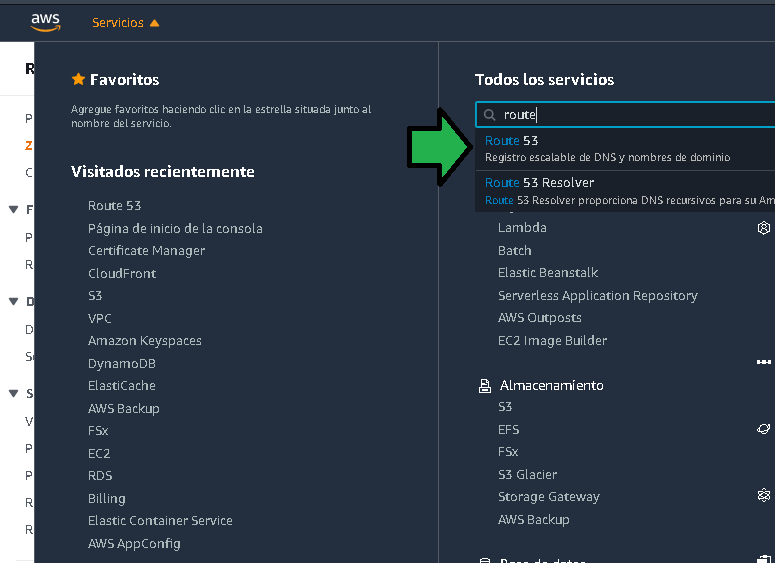 aws
Servicios
R
P
Z
C
F
P
R
D
D
Se
S
V
P
P
R
R
Favoritos
Agregue favoritos haciendo clic en la estrella situada junto al
nombre del servicio.
Visitados recientemente
Route 53
Página de inicio de la consola
Certificate Manager
CloudFront
S3
VPC
Amazon Keyspaces
DynamoDB
ElastiCache
AWS Backup
FSx
EC2
RDS
Billing
Elastic Container Service
AWS AppConfig
Todos los servicios
route
Route 53
Registro escalable de DNS y nombres de dominio
Route 53 Resolver
Route 53 Resolver proporciona DNS recursivos para su Am
Lambda
Batch
Elastic Beanstalk
Serverless Application Repository
AWS Outposts
EC2 Image Builder
Almacenamiento
S3
EFS
FSx
S3 Glacier
Storage Gateway
AWS Backup
Base de datos